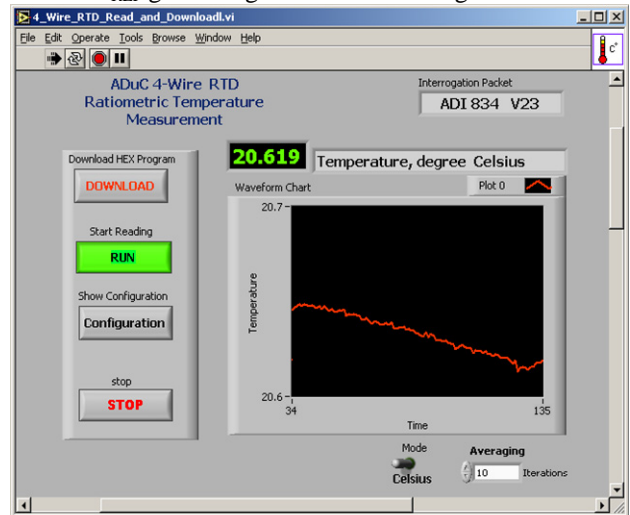 4_Wire_RTD_Read_and_Downloadl.vi
File Edit Operate Tools Browse Window Help
c°
ADuC 4-Wire RTD
Ratiometric Temperature
Measurement
Interrogation Packet
ADI 834 V23
Download HEX Program
DOWNLOAD
Start Reading
RUN
Show Configuration
Configuration
stop
STOP
20.619 Temperature, degree Celsius
Waveform Chart
Plot 0
20.7
Temperature
20.6
34
135
Time
Mode
Celsius
Averaging
10 Iterations